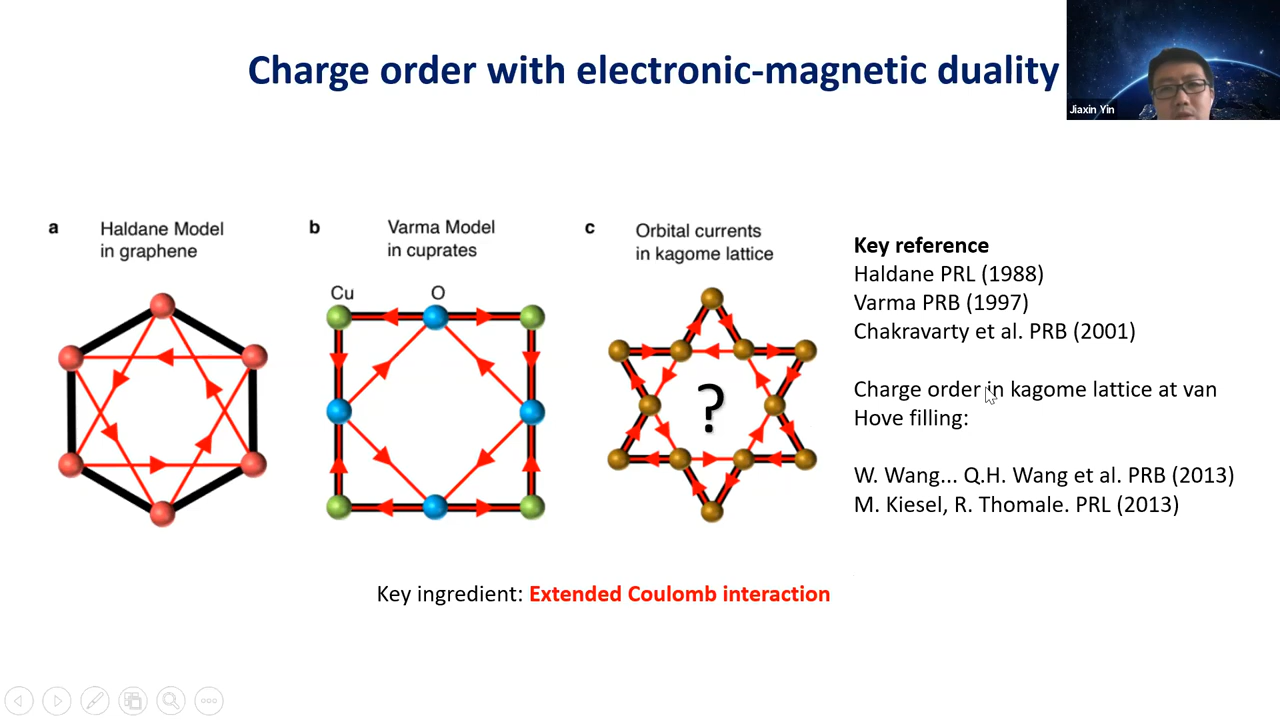 Charge order with electronic-magnetic duality
Jiaxin Yin
a
Haldane Model
in graphene
b
Varma Model
in cuprates
Cu
O
c
Orbital currents
in kagome lattice
?
Key reference
Haldane PRL (1988)
Varma PRB (1997)
Chakravarty et al. PRB (2001)
Charge order in kagome lattice at van
Hove filling:
W. Wang... Q.H. Wang et al. PRB (2013)
M. Kiesel, R. Thomale. PRL (2013)
Key ingredient: Extended Coulomb interaction